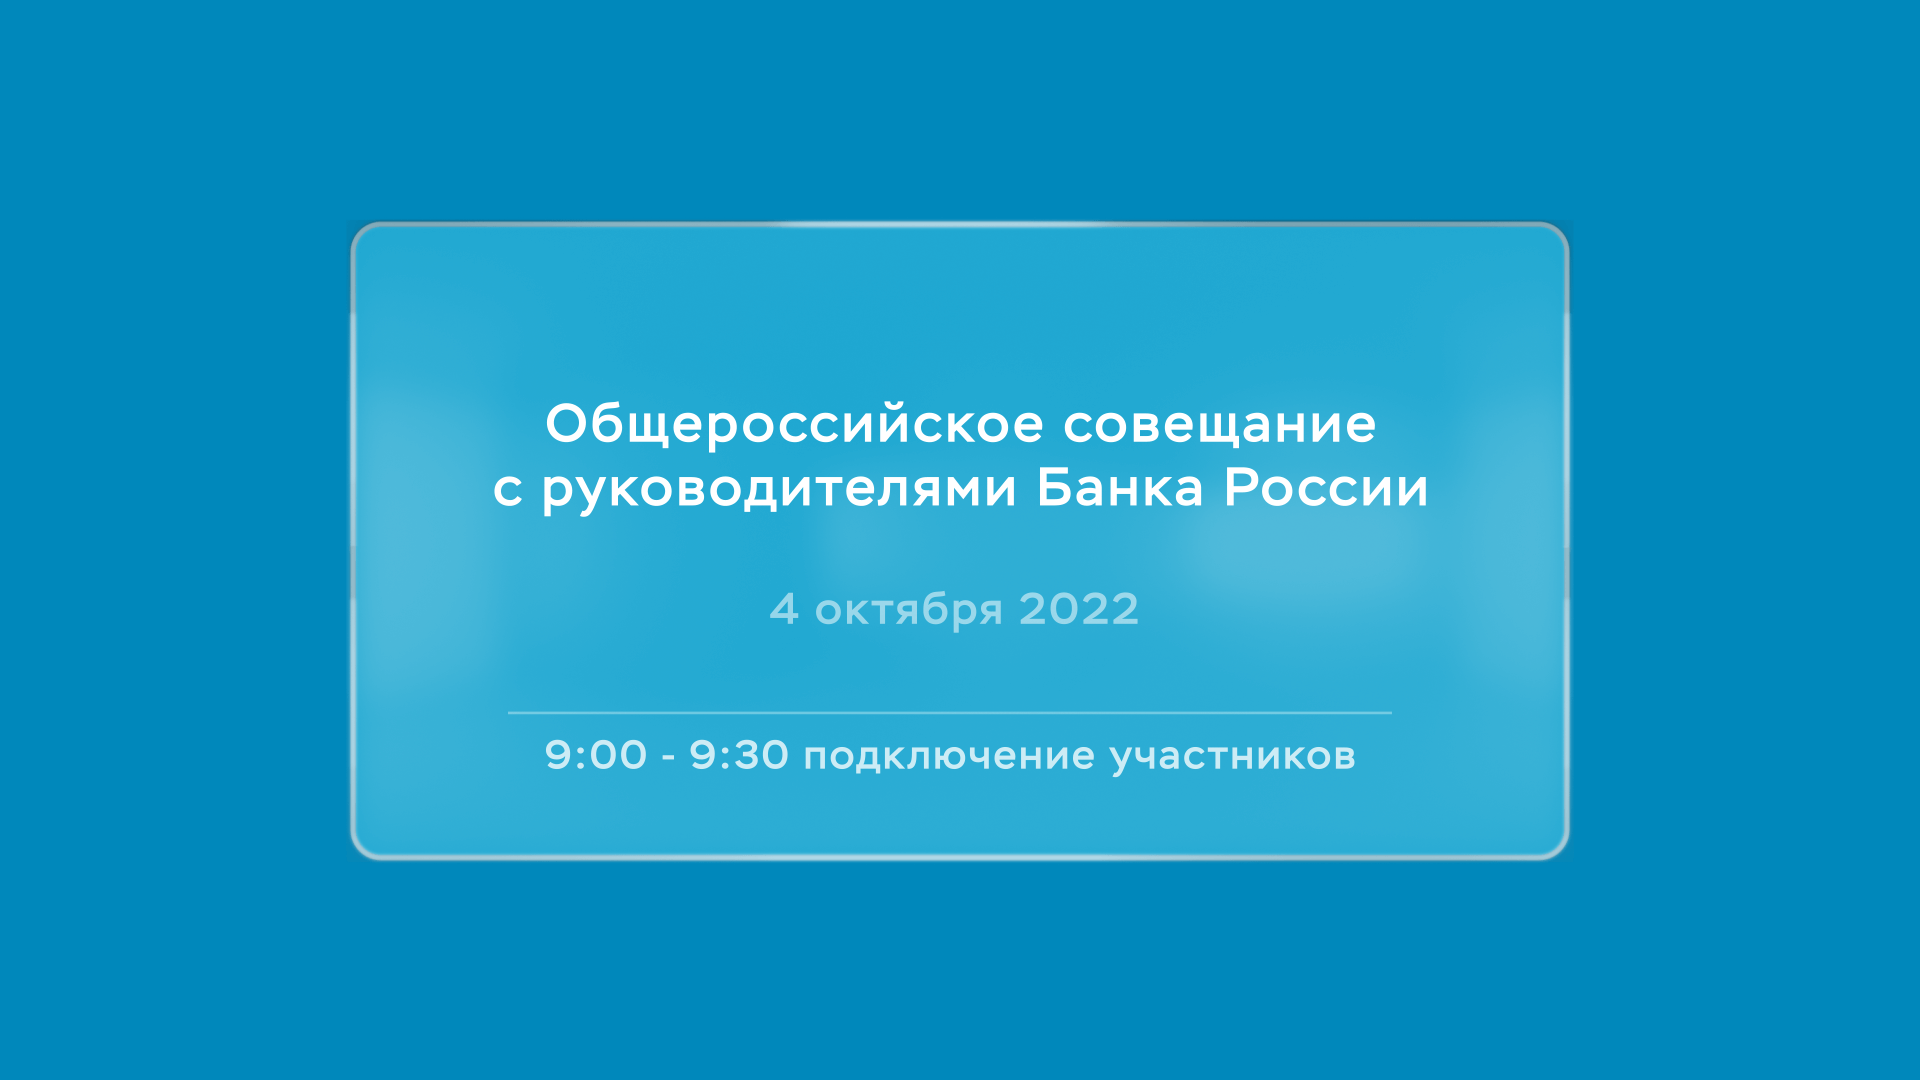 Общероссийское совещание
с руководителями Банка России
4 октября 2022
9:00 - 9:30 подключение участников